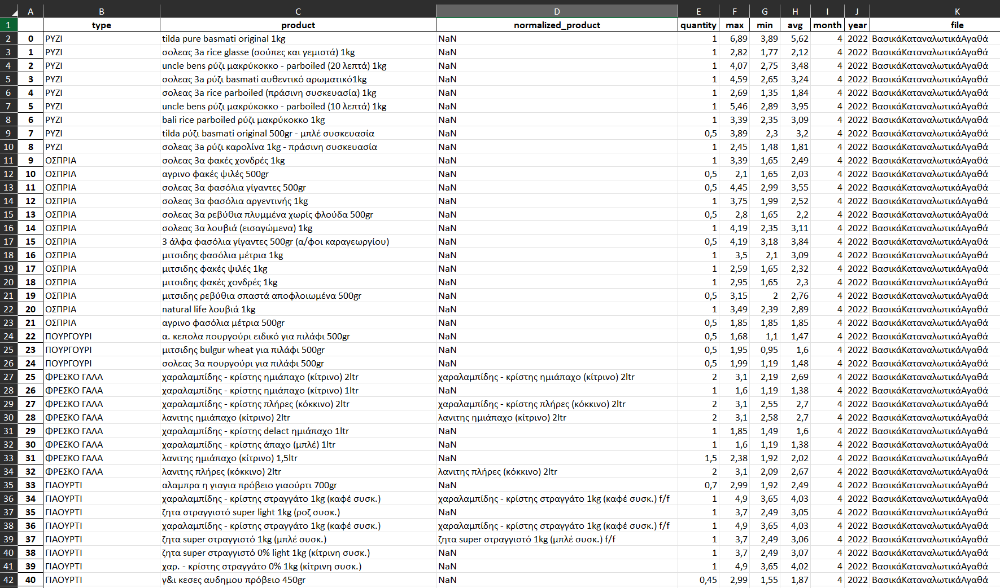 A B C D E F G H I J K
1 type product normalized_product quantity max min avg month year file
2 0 ΡΥΖΙ tilda pure basmati original 1kg NaN 1 6,89 3,89 5,62 4 2022 ΒασικάΚαταναλωτικάΑγαθά
3 1 ΡΥΖΙ σολεας 3α rice glasse (σούπες και γεμιστά) 1kg NaN 1 2,82 1,77 2,12 4 2022 ΒασικάΚαταναλωτικάΑγαθά
4 2 ΡΥΖΙ uncle bens ρύζι μακρύκοκκο - parboiled (20 λεπτά) 1kg NaN 1 4,07 2,75 3,48 4 2022 ΒασικάΚαταναλωτικάΑγαθά
5 3 ΡΥΖΙ σολεας 3α ρύζι basmati αυθεντικό αρωματικό1kg NaN 1 4,59 2,65 3,24 4 2022 ΒασικάΚαταναλωτικάΑγαθά
6 4 ΡΥΖΙ σολεας 3α rice parboiled (πράσινη συσκευασία) 1kg NaN 1 2,69 1,35 1,84 4 2022 ΒασικάΚαταναλωτικάΑγαθά
7 5 ΡΥΖΙ uncle bens ρύζι μακρύκοκκο - parboiled (10 λεπτά) 1kg NaN 1 5,46 2,89 3,95 4 2022 ΒασικάΚαταναλωτικάΑγαθά
8 6 ΡΥΖΙ bali rice parboiled ρύζι μακρύκοκκο 1kg NaN 1 3,39 2,35 3,09 4 2022 ΒασικάΚαταναλωτικάΑγαθά
9 7 ΡΥΖΙ tilda ρύζι basmati original 500gr - μπλέ συσκευασία NaN 0,5 3,89 2,3 3,2 4 2022 ΒασικάΚαταναλωτικάΑγαθά
10 8 ΡΥΖΙ σολεας 3α ρύζι καρολίνα 1kg - πράσινη συσκευασία NaN 1 2,45 1,48 1,81 4 2022 ΒασικάΚαταναλωτικάΑγαθά
11 9 ΟΣΠΡΙΑ σολεας 3α φακές χονδρές 1kg NaN 1 3,39 1,65 2,49 4 2022 ΒασικάΚαταναλωτικάΑγαθά
12 10 ΟΣΠΡΙΑ αγρινο φακές ψιλές 500gr NaN 0,5 2,1 1,65 2,03 4 2022 ΒασικάΚαταναλωτικάΑγαθά
13 11 ΟΣΠΡΙΑ σολεας 3α φασόλια γίγαντες 500gr NaN 0,5 4,45 2,99 3,55 4 2022 ΒασικάΚαταναλωτικάΑγαθά
14 12 ΟΣΠΡΙΑ σολεας 3α φασόλια αργεντινής 1kg NaN 1 3,75 1,99 2,52 4 2022 ΒασικάΚαταναλωτικάΑγαθά
15 13 ΟΣΠΡΙΑ σολεας 3α ρεβύθια πλυμμένα χωρίς φλούδα 500gr NaN 0,5 2,8 1,65 2,2 4 2022 ΒασικάΚαταναλωτικάΑγαθά
16 14 ΟΣΠΡΙΑ σολεας 3α λουβιά (εισαγώμενα) 1kg NaN 1 4,19 2,35 3,11 4 2022 ΒασικάΚαταναλωτικάΑγαθά
17 15 ΟΣΠΡΙΑ 3 άλφα φασόλια γίγαντες 500gr (α/φοι καραγεωργίου) NaN 0,5 4,19 3,18 3,84 4 2022 ΒασικάΚαταναλωτικάΑγαθά
18 16 ΟΣΠΡΙΑ μιτσιδης φασόλια μέτρια 1kg NaN 1 3,5 2,1 3,09 4 2022 ΒασικάΚαταναλωτικάΑγαθά
19 17 ΟΣΠΡΙΑ μιτσιδης φακές ψιλές 1kg NaN 1 2,59 1,65 2,32 4 2022 ΒασικάΚαταναλωτικάΑγαθά
20 18 ΟΣΠΡΙΑ μιτσιδης φακές χονδρές 1kg NaN 1 2,95 1,65 2,3 4 2022 ΒασικάΚαταναλωτικάΑγαθά
21 19 ΟΣΠΡΙΑ μιτσιδης ρεβύθια σπαστά αποφλοιωμένα 500gr NaN 0,5 3,15 2 2,76 4 2022 ΒασικάΚαταναλωτικάΑγαθά
22 20 ΟΣΠΡΙΑ natural life λουβιά 1kg NaN 1 3,49 2,39 2,89 4 2022 ΒασικάΚαταναλωτικάΑγαθά
23 21 ΟΣΠΡΙΑ αγρινο φασόλια μέτρια 500gr NaN 0,5 1,85 1,85 1,85 4 2022 ΒασικάΚαταναλωτικάΑγαθά
24 22 ΠΟΥΡΓΟΥΡΙ α. κεπολα πουργούρι ειδικό για πιλάφι 500gr NaN 0,5 1,68 1,1 1,47 4 2022 ΒασικάΚαταναλωτικάΑγαθά
25 23 ΠΟΥΡΓΟΥΡΙ μιτσιδης bulgur wheat για πιλάφι 500gr NaN 0,5 1,95 0,95 1,6 4 2022 ΒασικάΚαταναλωτικάΑγαθά
26 24 ΠΟΥΡΓΟΥΡΙ σολεας 3α πουργούρι για πιλάφι 500gr NaN 0,5 1,99 1,19 1,48 4 2022 ΒασικάΚαταναλωτικάΑγαθά
27 25 ΦΡΕΣΚΟ ΓΑΛΑ χαραλαμπίδης - κρίστης ημιάπαχο (κίτρινο) 2ltr χαραλαμπίδης - κρίστης ημιάπαχο (κίτρινο) 2ltr 2 3,1 2,19 2,69 4 2022 ΒασικάΚαταναλωτικάΑγαθά
28 26 ΦΡΕΣΚΟ ΓΑΛΑ χαραλαμπίδης - κρίστης ημιάπαχο (κίτρινο) 1ltr NaN 1 1,6 1,19 1,38 4 2022 ΒασικάΚαταναλωτικάΑγαθά
29 27 ΦΡΕΣΚΟ ΓΑΛΑ χαραλαμπίδης - κρίστης πλήρες (κόκκινο) 2ltr χαραλαμπίδης - κρίστης πλήρες (κόκκινο) 2ltr 2 3,1 2,55 2,7 4 2022 ΒασικάΚαταναλωτικάΑγαθά
30 28 ΦΡΕΣΚΟ ΓΑΛΑ λανιτης ημιάπαχο (κίτρινο) 2ltr λανιτης ημιάπαχο (κίτρινο) 2ltr 2 3,1 2,58 2,7 4 2022 ΒασικάΚαταναλωτικάΑγαθά
31 29 ΦΡΕΣΚΟ ΓΑΛΑ χαραλαμπίδης - κρίστης delact ημιάπαχο 1ltr NaN 1 1,85 1,49 1,6 4 2022 ΒασικάΚαταναλωτικάΑγαθά
32 30 ΦΡΕΣΚΟ ΓΑΛΑ χαραλαμπίδης - κρίστης άπαχο (μπλέ) 1ltr NaN 1 1,6 1,19 1,38 4 2022 ΒασικάΚαταναλωτικάΑγαθά
33 31 ΦΡΕΣΚΟ ΓΑΛΑ λανιτης ημιάπαχο (κίτρινο) 1,5ltr NaN 1,5 2,38 1,92 2,02 4 2022 ΒασικάΚαταναλωτικάΑγαθά
34 32 ΦΡΕΣΚΟ ΓΑΛΑ λανιτης πλήρες (κόκκινο) 2ltr λανιτης πλήρες (κόκκινο) 2ltr 2 3,1 2,09 2,67 4 2022 ΒασικάΚαταναλωτικάΑγαθά
35 33 ΓΙΑΟΥΡΤΙ αλαμπρα η γιαγια πρόβειο γιαούρτι 700gr NaN 0,7 2,99 1,92 2,49 4 2022 ΒασικάΚαταναλωτικάΑγαθά
36 34 ΓΙΑΟΥΡΤΙ χαραλαμπίδης - κρίστης στραγγάτο 1kg (καφέ συσκ.) χαραλαμπίδης - κρίστης στραγγάτο 1kg (καφέ συσκ.) f/f 1 4,9 3,65 4,03 4 2022 ΒασικάΚαταναλωτικάΑγαθά
37 35 ΓΙΑΟΥΡΤΙ ζητα στραγγιστό super light 1kg (ροζ συσκ.) NaN 1 3,7 2,49 3,05 4 2022 ΒασικάΚαταναλωτικάΑγαθά
38 36 ΓΙΑΟΥΡΤΙ χαραλαμπίδης - κρίστης στραγγάτο 1kg (καφέ συσκ.) χαραλαμπίδης - κρίστης στραγγάτο 1kg (καφέ συσκ.) f/f 1 4,9 3,65 4,03 4 2022 ΒασικάΚαταναλωτικάΑγαθά
39 37 ΓΙΑΟΥΡΤΙ ζητα super στραγγιστό 1kg (μπλέ συσκ.) ζητα super στραγγιστό 1kg (μπλέ συσκ.) f/f 1 3,7 2,49 3,06 4 2022 ΒασικάΚαταναλωτικάΑγαθά
40 38 ΓΙΑΟΥΡΤΙ ζητα super στραγγιστό 0% light 1kg (κίτρινη συσκ.) NaN 1 3,7 2,49 3,07 4 2022 ΒασικάΚαταναλωτικάΑγαθά
41 39 ΓΙΑΟΥΡΤΙ χαρ. - κρίστης στραγγάτο 0% 1kg (κίτρινη συσκ.) NaN 1 4,9 3,65 4,02 4 2022 ΒασικάΚαταναλωτικάΑγαθά
42 40 ΓΙΑΟΥΡΤΙ γ&ι κεσες αυδημου πρόβειο 450gr NaN 0,45 2,99 1,55 1,87 4 2022 ΒασικάΚαταναλωτικάΑγαθά